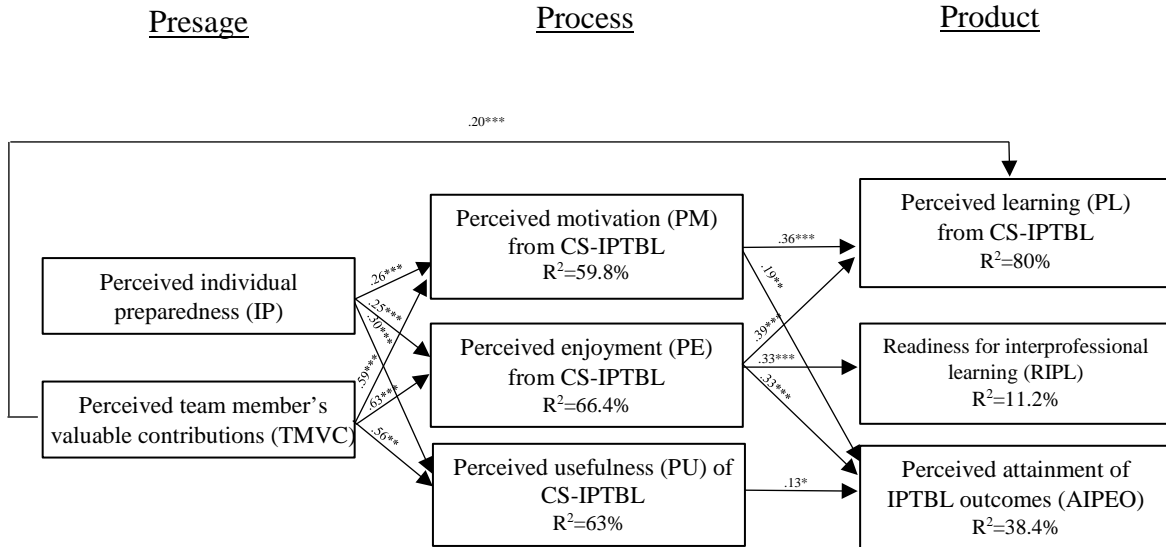 Presage
Process
Product
.20***
Perceived individual
preparedness (IP)
Perceived team member’s
valuable contributions (TMVC)
.26***
.25***
.30***
.59***
.63***
.56**
Perceived motivation (PM)
from CS-IPTBL
R²=59.8%
Perceived enjoyment (PE)
from CS-IPTBL
R²=66.4%
Perceived usefulness (PU) of
CS-IPTBL
R²=63%
.36***
.19**
.39***
.33***
.33***
.13*
Perceived learning (PL)
from CS-IPTBL
R²=80%
Readiness for interprofessional
learning (RIPL)
R²=11.2%
Perceived attainment of
IPTBL outcomes (AIPEO)
R²=38.4%